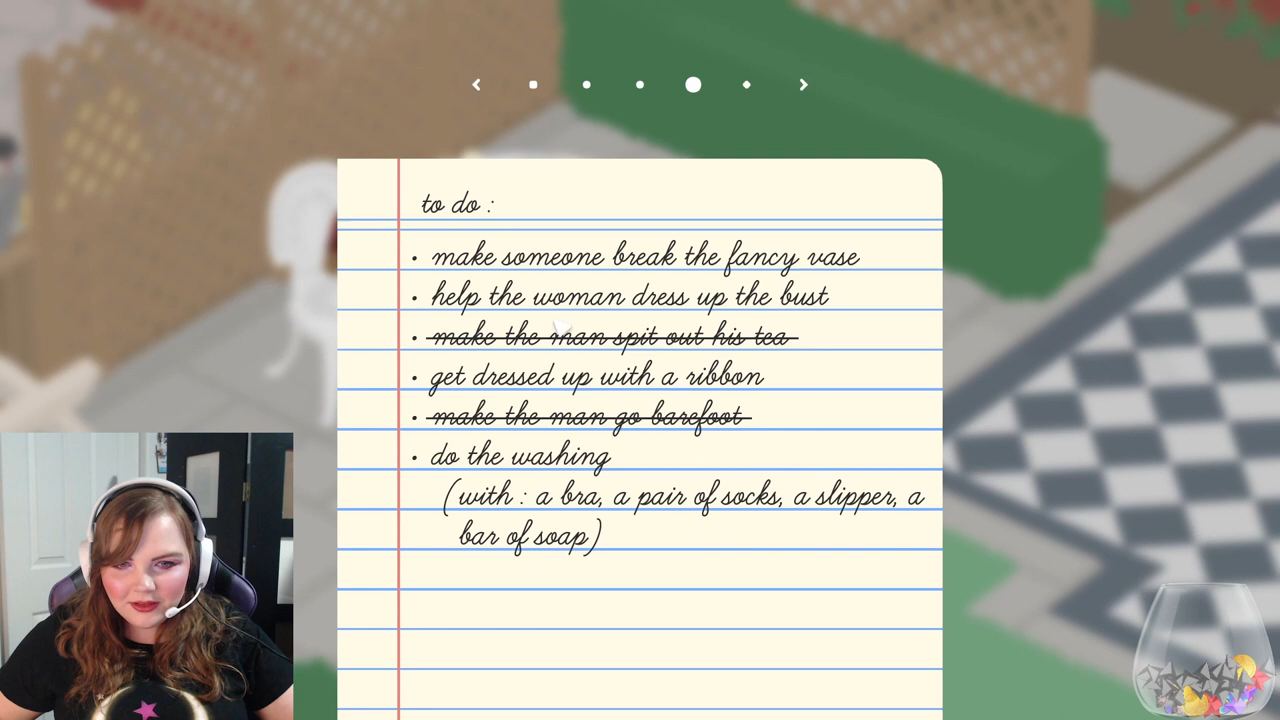 to do :
• make someone break the fancy vase
• help the woman dress up the bust
• make the man spit out his tea
• get dressed up with a ribbon
• make the man go barefoot
• do the washing
(with : a bra, a pair of socks, a slipper, a
bar of soap)